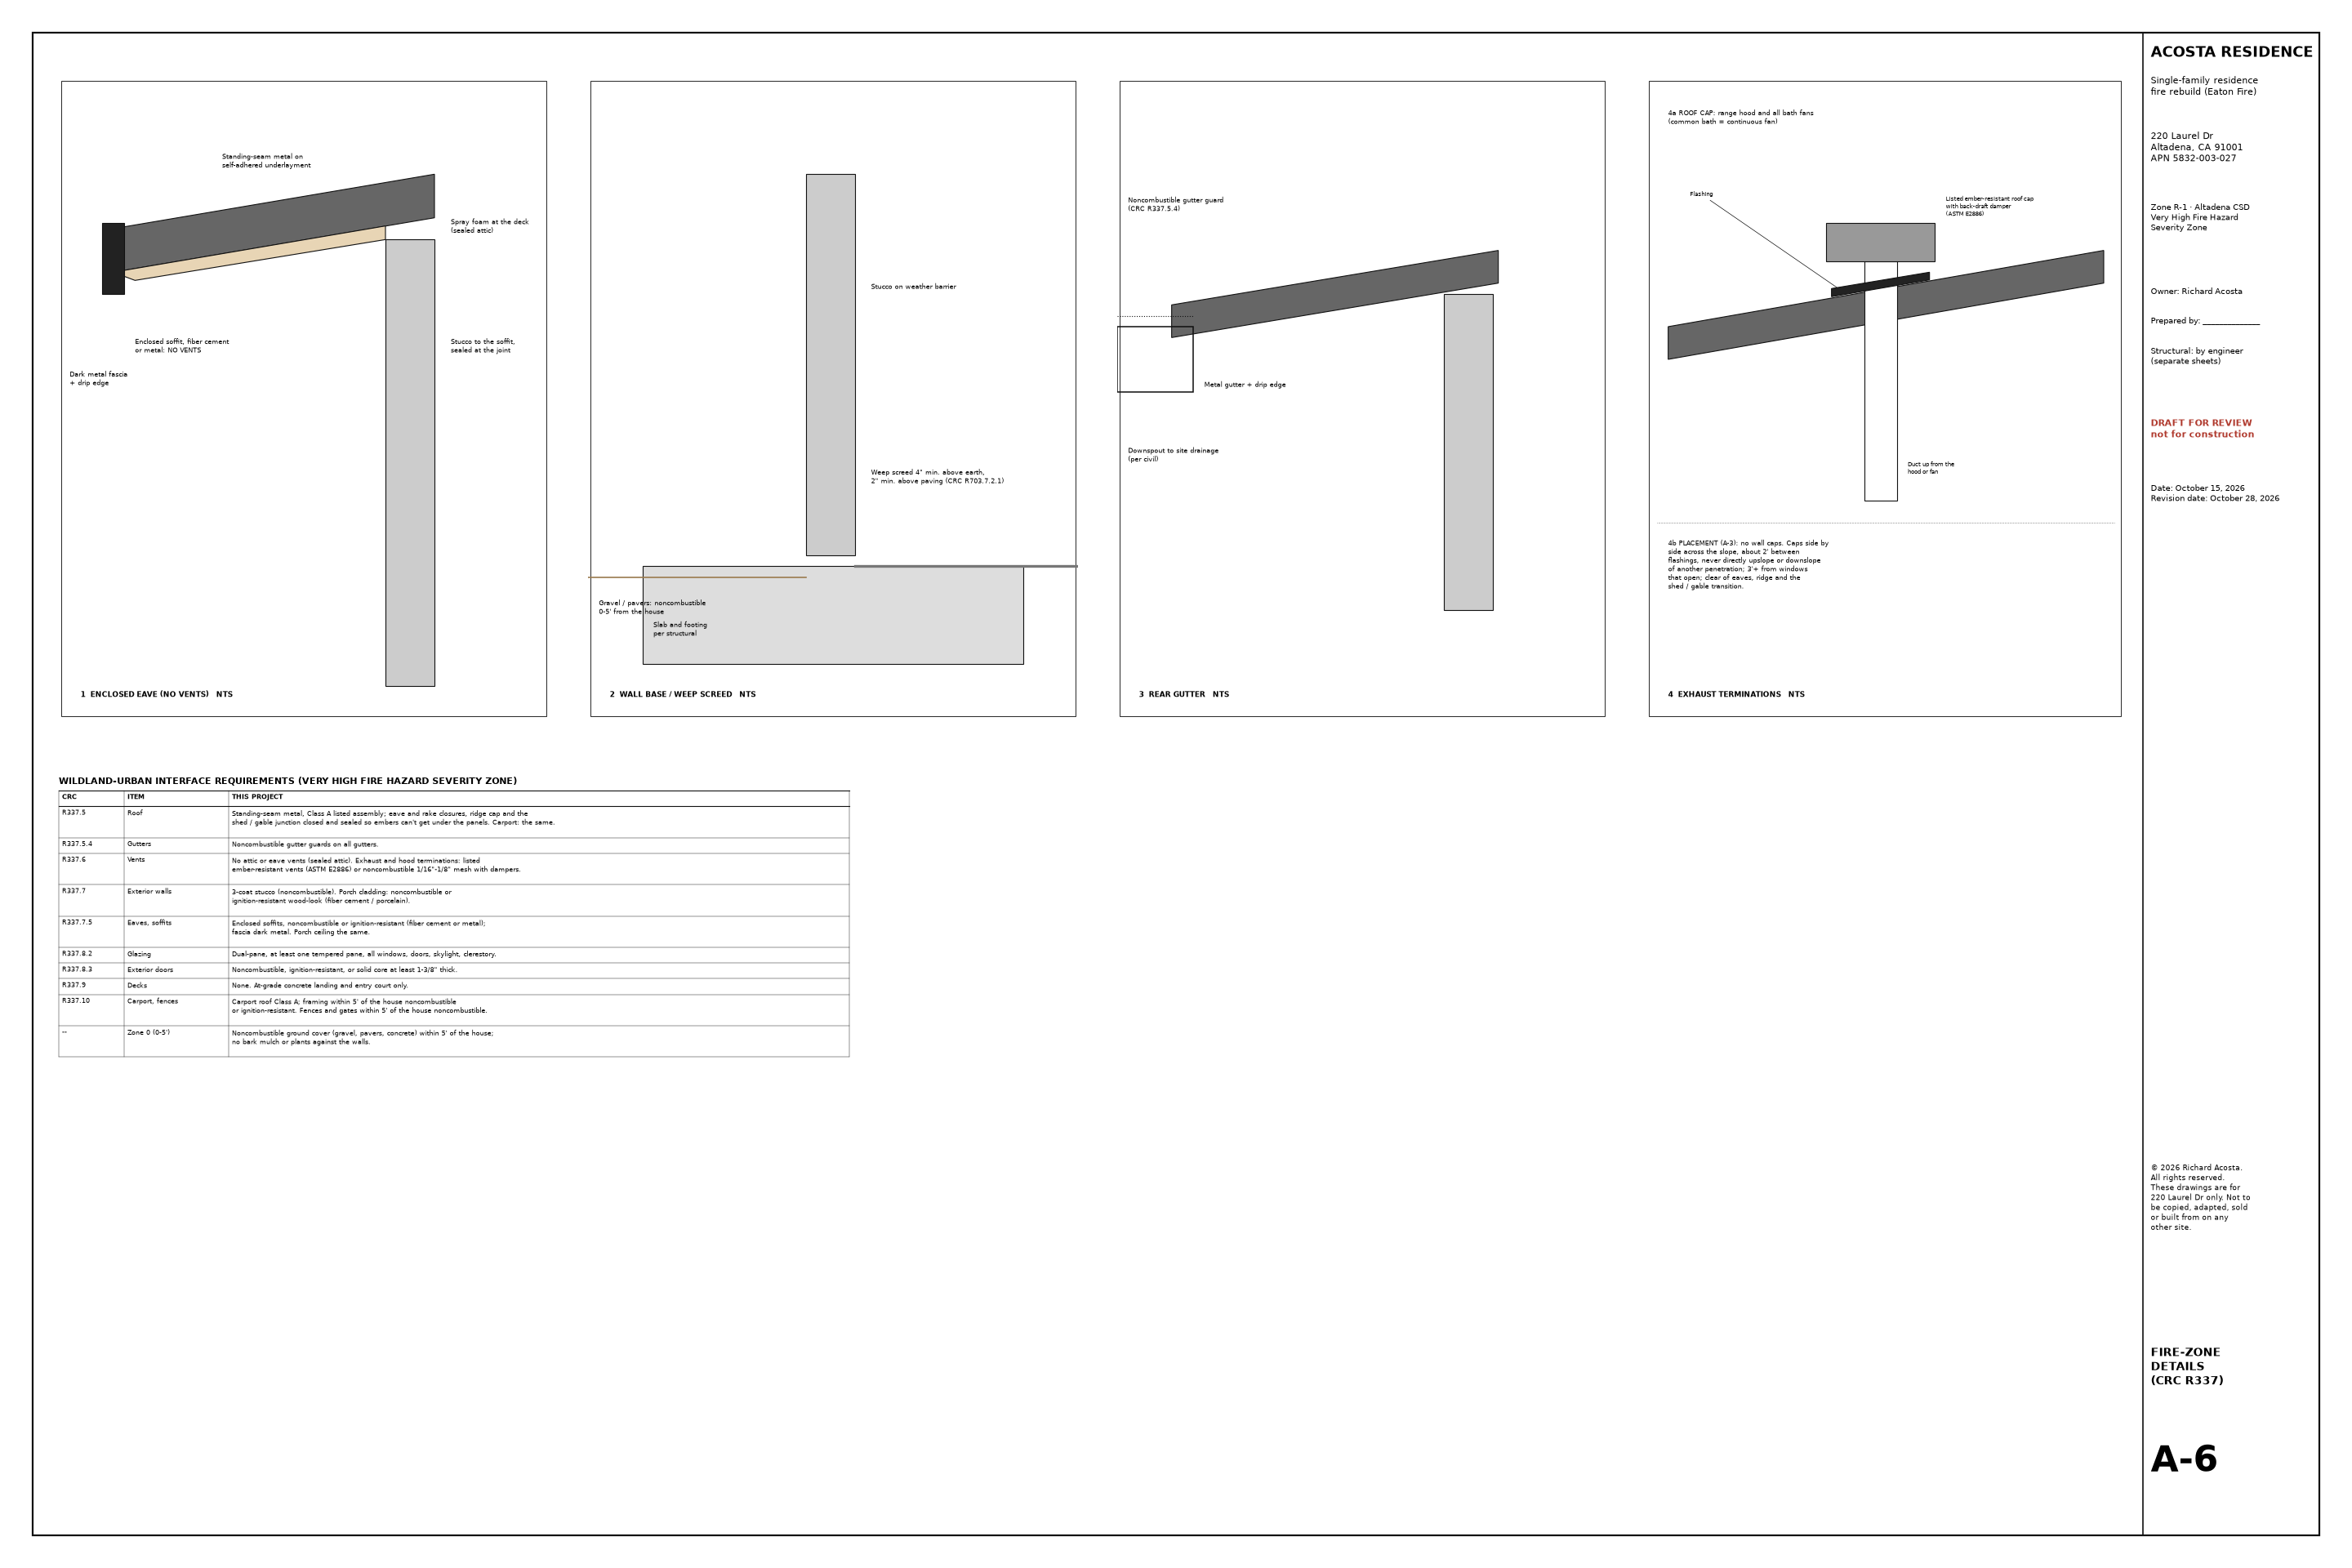 Standing-seam metal on
self-adhered underlayment
Spray foam at the deck
(sealed attic)
Enclosed soffit, fiber cement
or metal: NO VENTS
Stucco to the soffit,
sealed at the joint
Dark metal fascia
+ drip edge
1 ENCLOSED EAVE (NO VENTS) NTS
Stucco on weather barrier
Weep screed 4" min. above earth,
2" min. above paving (CRC R703.7.2.1)
Gravel / pavers: noncombustible
0-5' from the house
Slab and footing
per structural
2 WALL BASE / WEEP SCREED NTS
Noncombustible gutter guard
(CRC R337.5.4)
Metal gutter + drip edge
Downspout to site drainage
(per civil)
3 REAR GUTTER NTS
4a ROOF CAP: range hood and all bath fans
(common bath = continuous fan)
Flashing
Listed ember-resistant roof cap
with back-draft damper
(ASTM E2886)
Duct up from the
hood or fan
4b PLACEMENT (A-3): no wall caps. Caps side by
side across the slope, about 2' between
flashings, never directly upslope or downslope
of another penetration; 3'+ from windows
that open; clear of eaves, ridge and the
shed / gable transition.
4 EXHAUST TERMINATIONS NTS
WILDLAND-URBAN INTERFACE REQUIREMENTS (VERY HIGH FIRE HAZARD SEVERITY ZONE)
CRC ITEM THIS PROJECT
R337.5 Roof Standing-seam metal, Class A listed assembly; eave and rake closures, ridge cap and the
shed / gable junction closed and sealed so embers can't get under the panels. Carport: the same.
R337.5.4 Gutters Noncombustible gutter guards on all gutters.
R337.6 Vents No attic or eave vents (sealed attic). Exhaust and hood terminations: listed
ember-resistant vents (ASTM E2886) or noncombustible 1/16"-1/8" mesh with dampers.
R337.7 Exterior walls 3-coat stucco (noncombustible). Porch cladding: noncombustible or
ignition-resistant wood-look (fiber cement / porcelain).
R337.7.5 Eaves, soffits Enclosed soffits, noncombustible or ignition-resistant (fiber cement or metal);
fascia dark metal. Porch ceiling the same.
R337.8.2 Glazing Dual-pane, at least one tempered pane, all windows, doors, skylight, clerestory.
R337.8.3 Exterior doors Noncombustible, ignition-resistant, or solid core at least 1-3/8" thick.
R337.9 Decks None. At-grade concrete landing and entry court only.
R337.10 Carport, fences Carport roof Class A; framing within 5' of the house noncombustible
or ignition-resistant. Fences and gates within 5' of the house noncombustible.
-- Zone 0 (0-5') Noncombustible ground cover (gravel, pavers, concrete) within 5' of the house;
no bark mulch or plants against the walls.
ACOSTA RESIDENCE
Single-family residence
fire rebuild (Eaton Fire)
220 Laurel Dr
Altadena, CA 91001
APN 5832-003-027
Zone R-1 · Altadena CSD
Very High Fire Hazard
Severity Zone
Owner: Richard Acosta
Prepared by: ______________
Structural: by engineer
(separate sheets)
DRAFT FOR REVIEW
not for construction
Date: October 15, 2026
Revision date: October 28, 2026
© 2026 Richard Acosta.
All rights reserved.
These drawings are for
220 Laurel Dr only. Not to
be copied, adapted, sold
or built from on any
other site.
FIRE-ZONE
DETAILS
(CRC R337)
A-6